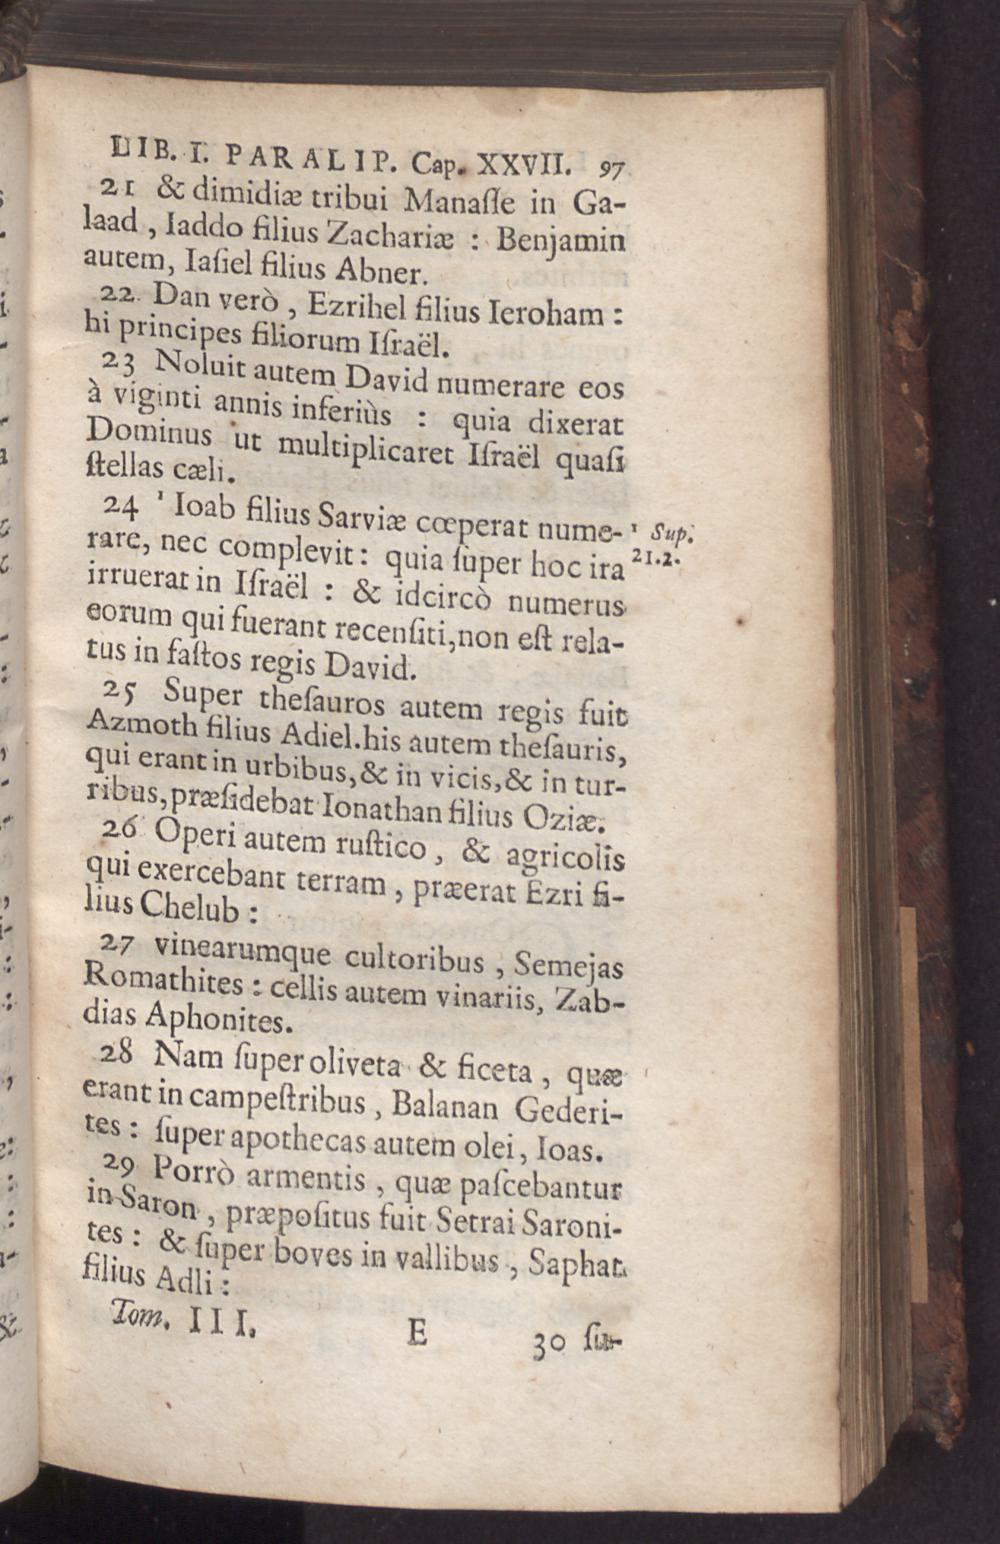 LIB. I. PARALIP. Cap. XXVII. 97
21 & dimidiæ tribui Manaſſe in Ga-
laad , Iaddo filius Zachariæ : Benjamin
autem, Iaſiel filius Abner.
22 Dan verò , Ezrihel filius Ieroham :
hi principes filiorum Iſraël.
23 Noluit autem David numerare eos
à viginti annis inferiùs : quia dixerat
Dominus ut multiplicaret Iſraël quaſi
ſtellas cæli.
24 ¹ Ioab filius Sarviæ cœperat nume-
rare, nec complevit : quia ſuper hoc ira
irruerat in Iſraël : & idcircò numerus
eorum qui fuerant recenſiti,non eſt rela-
tus in faſtos regis David.
¹ Sup.
21.2.
25 Super theſauros autem regis fuit
Azmoth filius Adiel.his autem theſauris,
qui erant in urbibus,& in vicis,& in tur-
ribus,præſidebat Ionathan filius Oziæ.
26 Operi autem ruſtico , & agricolis
qui exercebant terram , præerat Ezri fi-
lius Chelub :
27 vinearumque cultoribus , Semejas
Romathites : cellis autem vinariis, Zab-
dias Aphonites.
28 Nam ſuper oliveta & ficeta , quæ
erant in campeſtribus , Balanan Gederi-
tes : ſuper apothecas autem olei, Ioas.
29 Porrò armentis , quæ paſcebantur
in Saron , præpoſitus fuit Setrai Saroni-
tes : & ſuper boves in vallibus , Saphat
filius Adli :
Tom. III. E 30 ſu-